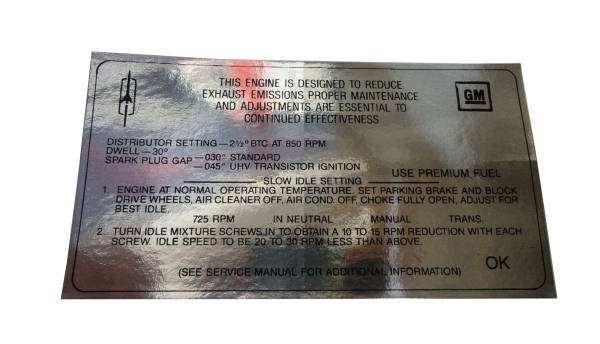 THIS ENGINE IS DESIGNED TO REDUCE
EXHAUST EMISSIONS PROPER MAINTENANCE
AND ADJUSTMENTS ARE ESSENTIAL TO
CONTINUED EFFECTIVENESS
GM
DISTRIBUTOR SETTING — 2½° BTC AT 850 RPM
DWELL — 30°
SPARK PLUG GAP — .030" STANDARD
— .045" UHV TRANSISTOR IGNITION
USE PREMIUM FUEL
SLOW IDLE SETTING
1. ENGINE AT NORMAL OPERATING TEMPERATURE. SET PARKING BRAKE AND BLOCK
DRIVE WHEELS, AIR CLEANER OFF, AIR COND. OFF, CHOKE FULLY OPEN, ADJUST FOR
BEST IDLE.
725 RPM IN NEUTRAL MANUAL TRANS.
2. TURN IDLE MIXTURE SCREWS IN TO OBTAIN A 10 TO 15 RPM REDUCTION WITH EACH
SCREW. IDLE SPEED TO BE 20 TO 30 RPM LESS THAN ABOVE.
(SEE SERVICE MANUAL FOR ADDITIONAL INFORMATION)
OK